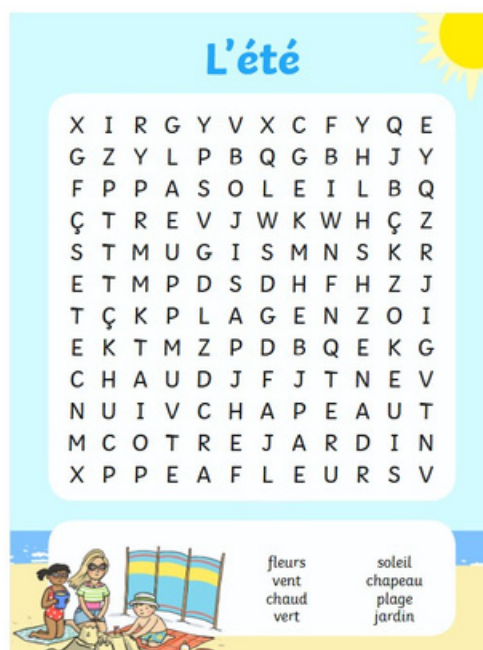 L'été
X I R G Y V X C F Y Q E
G Z Y L P B Q G B H J Y
F P P A S O L E I L B Q
Ç T R E V J W K W H Ç Z
S T M U G I S M N S K R
E T M P D S D H F H Z J
T Ç K P L A G E N Z O I
E K T M Z P D B Q E K G
C H A U D J F J T N E V
N U I V C H A P E A U T
M C O T R E J A R D I N
X P P E A F L E U R S V
fleurs soleil
vent chapeau
chaud plage
vert jardin